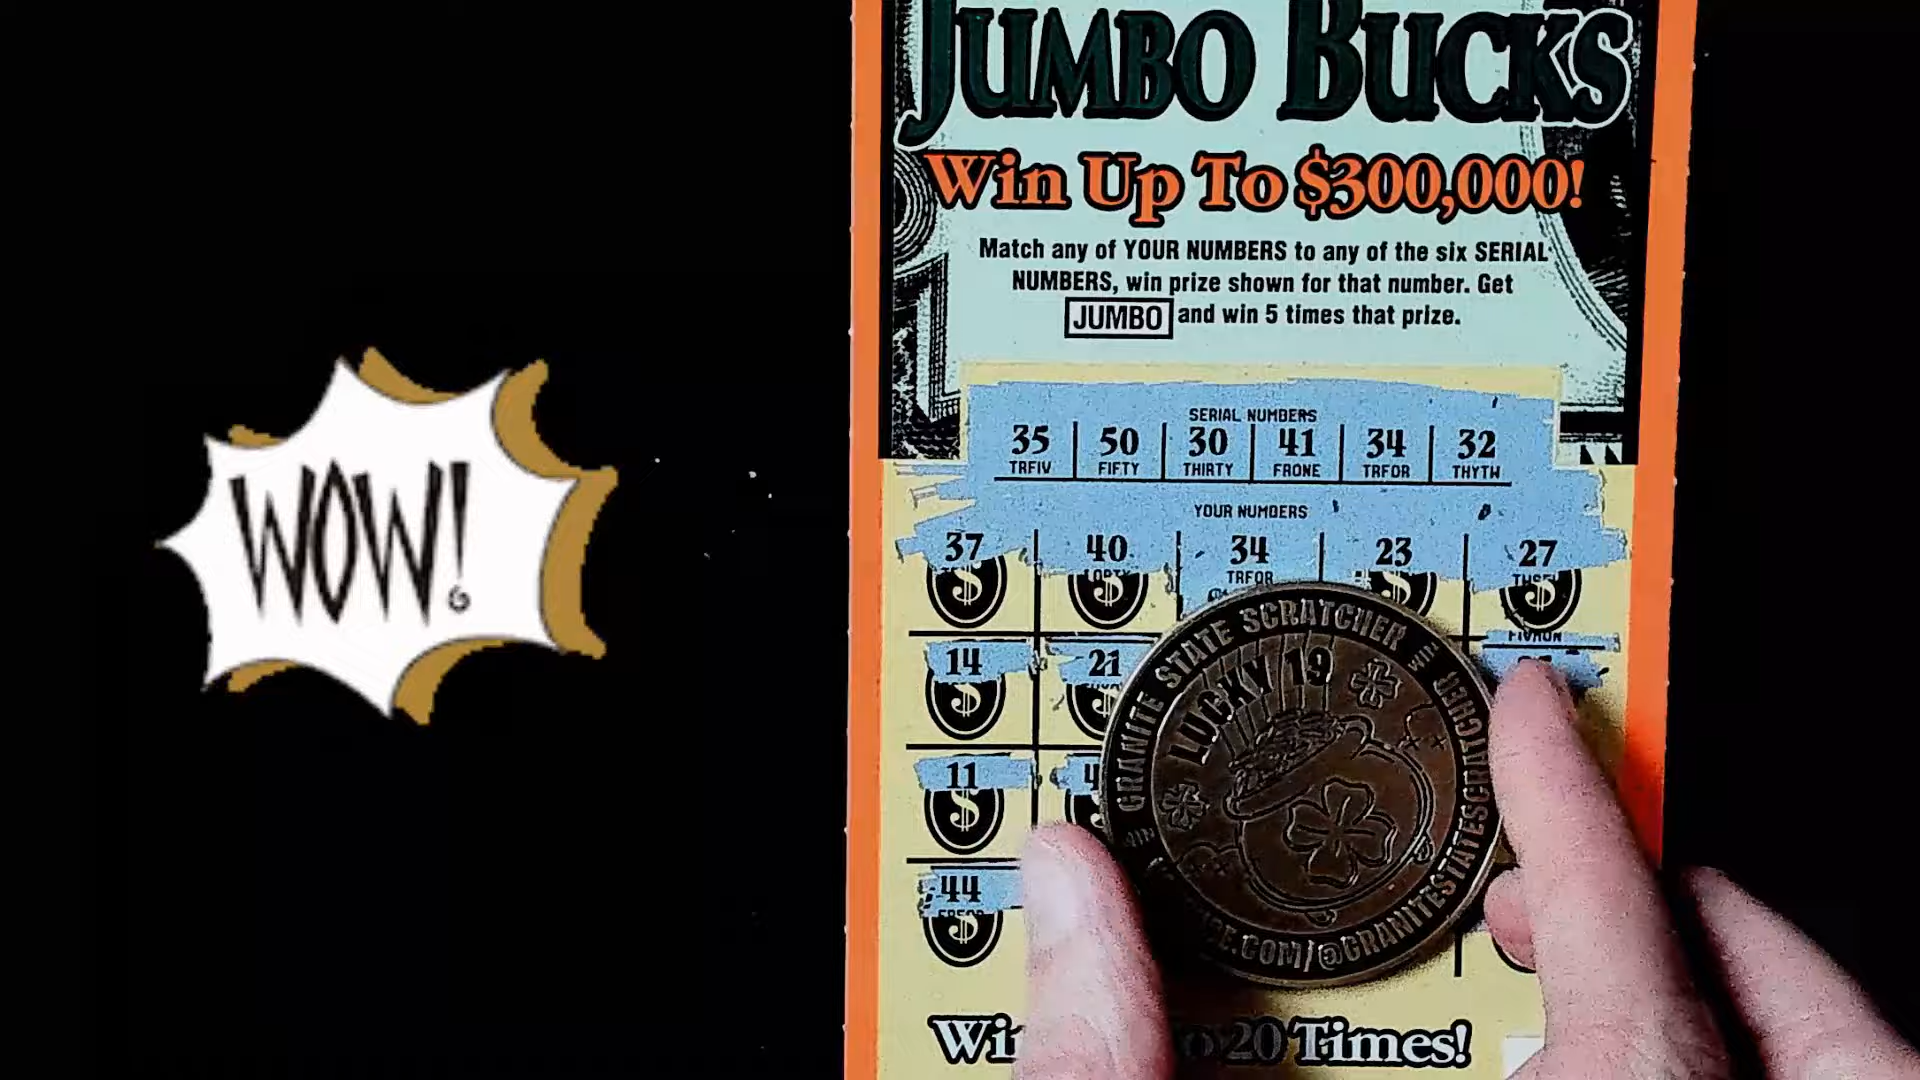 WOW!
JUMBO BUCKS
Win Up To $300,000!
Match any of YOUR NUMBERS to any of the six SERIAL
NUMBERS, win prize shown for that number. Get
JUMBO and win 5 times that prize.
SERIAL NUMBERS
35 50 30 41 34 32
TRFIV FIFTY THIRTY FRONE TRFOR THYTW
YOUR NUMBERS
37 40 34 23 27
TRFOR
14 21
11
44
GRANITE STATE SCRATCHER
LUCKY 19
.COM/@GRANITESTATESCRATCHER
20 Times!